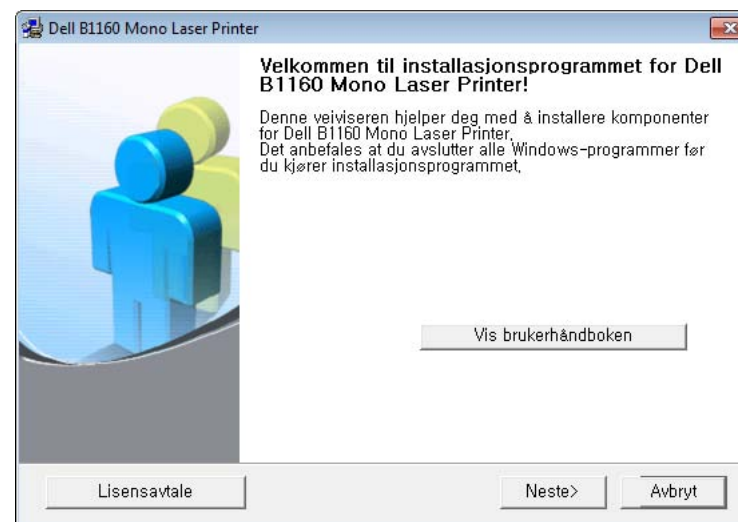 Dell B1160 Mono Laser Printer
Velkommen til installasjonsprogrammet for Dell
B1160 Mono Laser Printer!
Denne veiviseren hjelper deg med å installere komponenter
for Dell B1160 Mono Laser Printer,
Det anbefales at du avslutter alle Windows-programmer før
du kjører installasjonsprogrammet,
Vis brukerhåndboken
Lisensavtale
Neste>
Avbryt